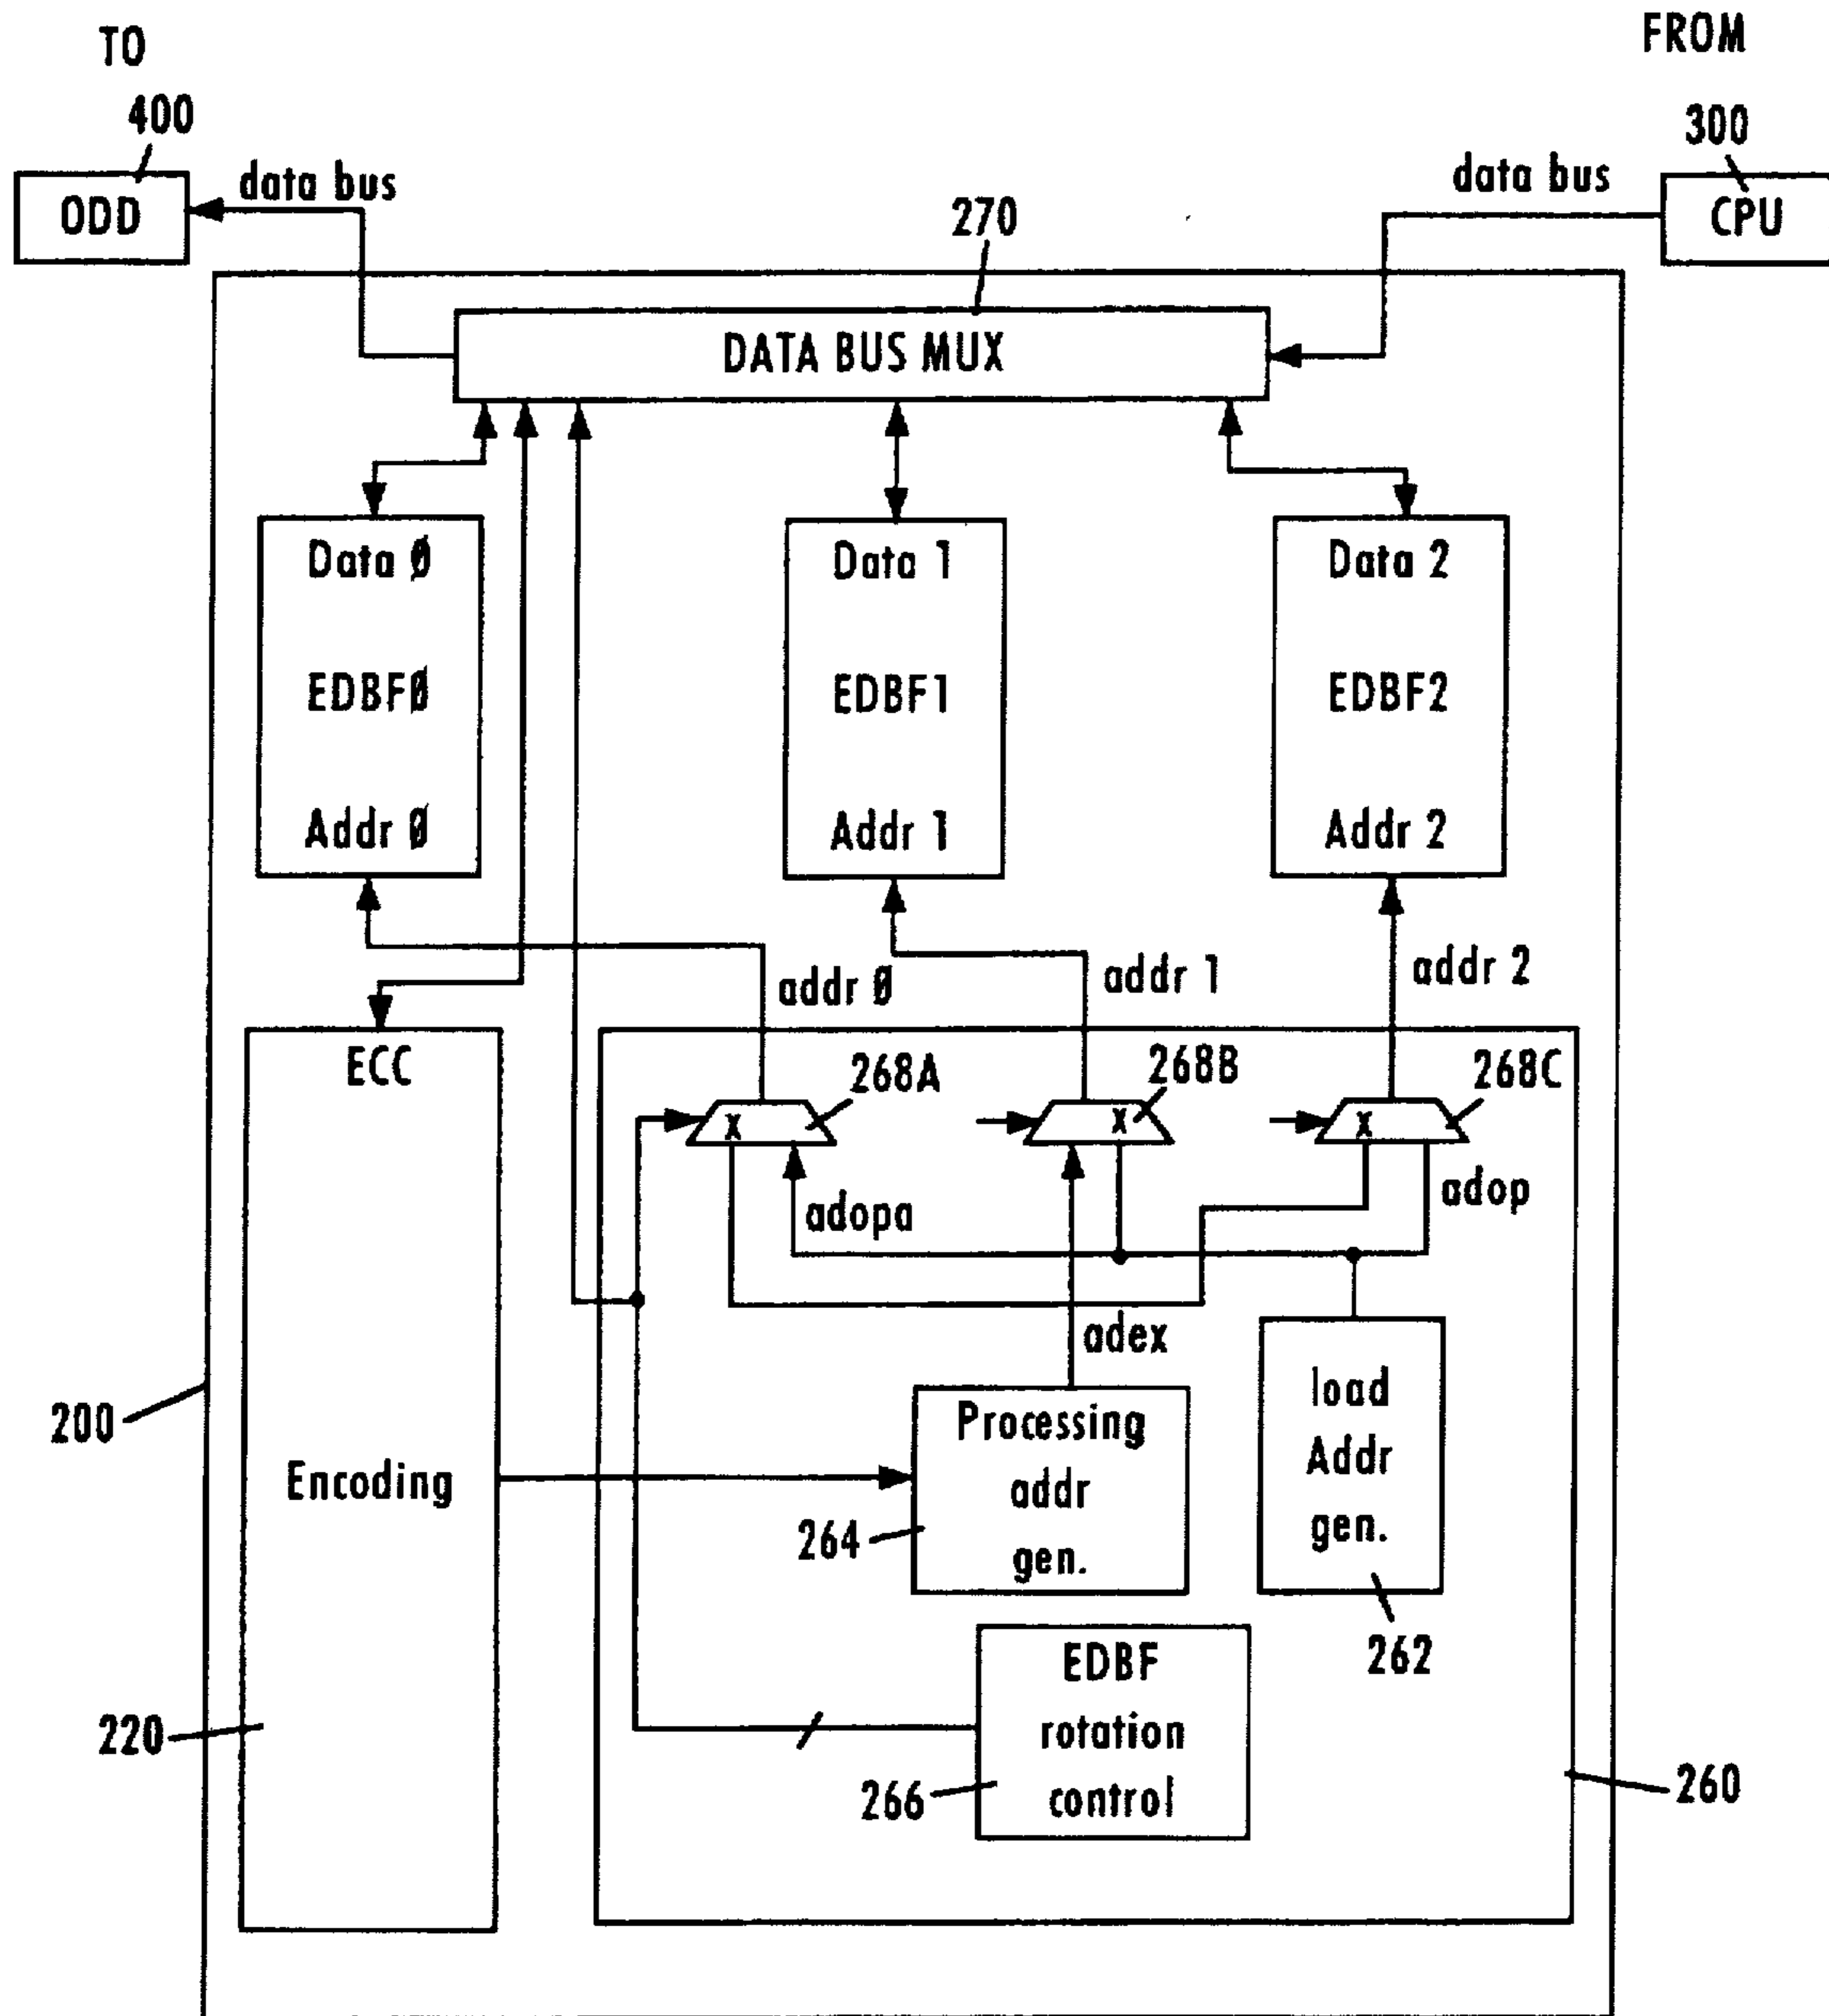 TO
FROM
400
300
data bus
data bus
ODD
CPU
270
DATA BUS MUX
Data Ø
Data 1
Data 2
EDBFØ
EDBF1
EDBF2
Addr Ø
Addr 1
Addr 2
addr Ø
addr 1
addr 2
ECC
268A
268B
268C
x
x
x
adopa
adop
adex
200
Encoding
Processing
addr
gen.
264
load
Addr
gen.
262
EDBF
rotation
control
266
220
260